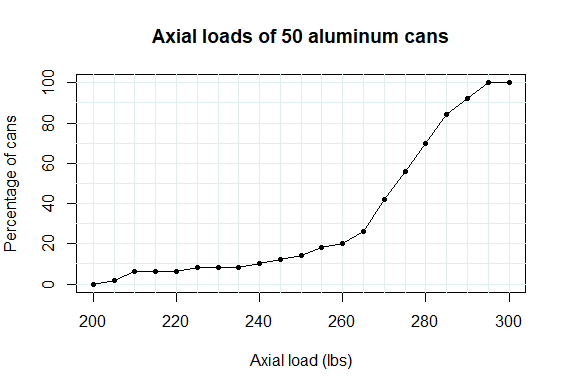 Axial loads of 50 aluminum cans
Percentage of cans
100
80
60
40
20
0
200 220 240 260 280 300
Axial load (lbs)